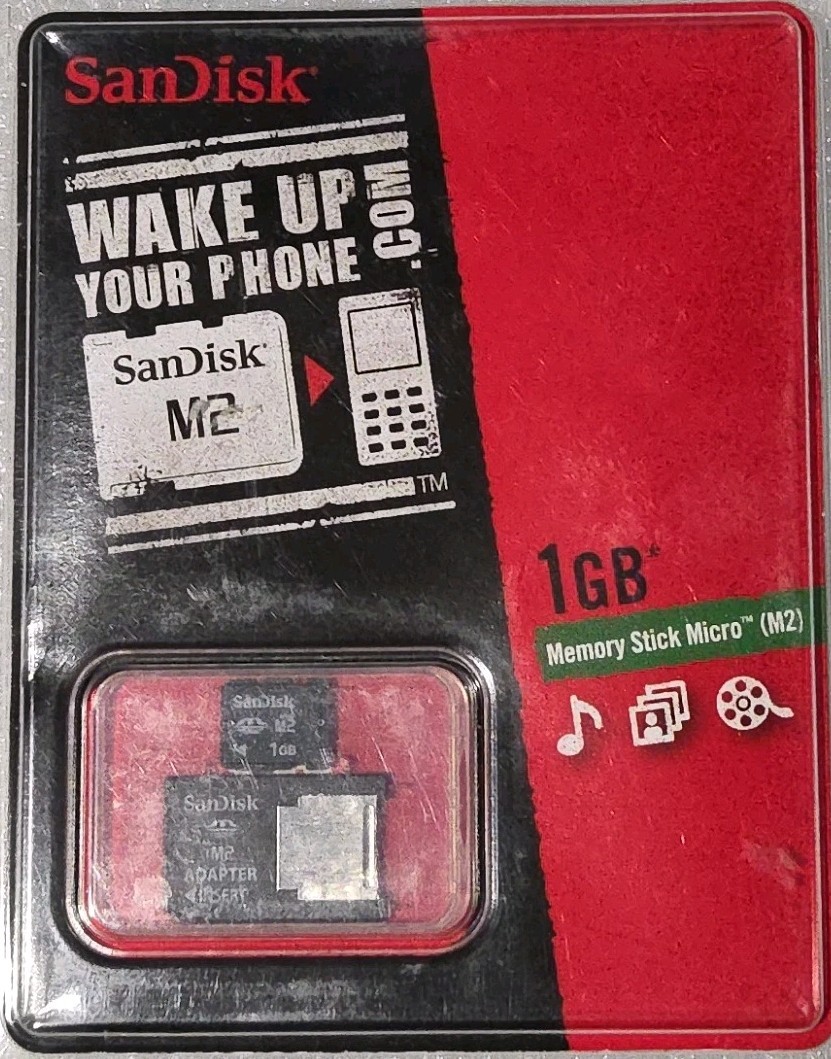 SanDisk
WAKE UP
YOUR PHONE
.COM
SanDisk
M2
TM
1GB*
Memory Stick Micro™ (M2)
SanDisk
M2
1GB
SanDisk
M2
ADAPTER
INSERT